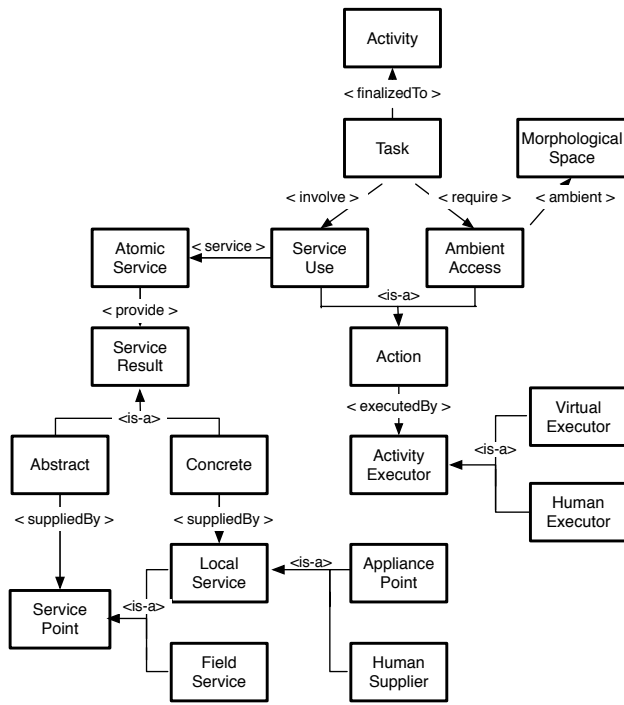 Activity
< finalizedTo >
Task
Morphological
Space
< involve >
< require >
< ambient >
Atomic
Service
< service >
Service
Use
Ambient
Access
<is-a>
< provide >
Service
Result
Action
<is-a>
< executedBy >
Virtual
Executor
Abstract
Concrete
Activity
Executor
<is-a>
Human
Executor
< suppliedBy >
< suppliedBy >
Local
Service
<is-a>
Appliance
Point
Service
Point
<is-a>
Field
Service
Human
Supplier